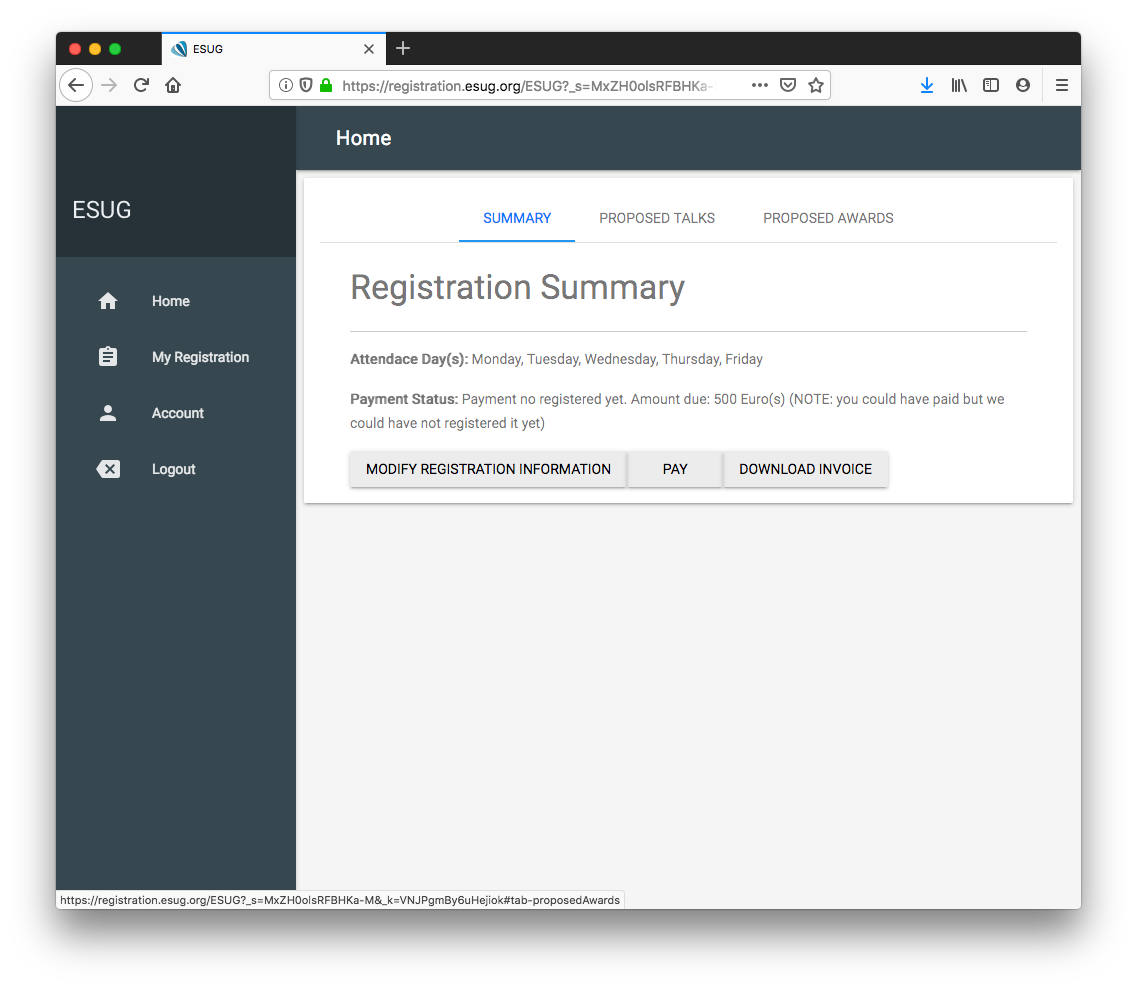 ESUG
https://registration.esug.org/ESUG?_s=MxZH0olsRFBHKa-
Home
ESUG
Home
My Registration
Account
Logout
SUMMARY PROPOSED TALKS PROPOSED AWARDS
Registration Summary
Attendace Day(s): Monday, Tuesday, Wednesday, Thursday, Friday
Payment Status: Payment no registered yet. Amount due: 500 Euro(s) (NOTE: you could have paid but we
could have not registered it yet)
MODIFY REGISTRATION INFORMATION PAY DOWNLOAD INVOICE
https://registration.esug.org/ESUG?_s=MxZH0olsRFBHKa-M&_k=VNJPgmBy6uHejiok#tab-proposedAwards